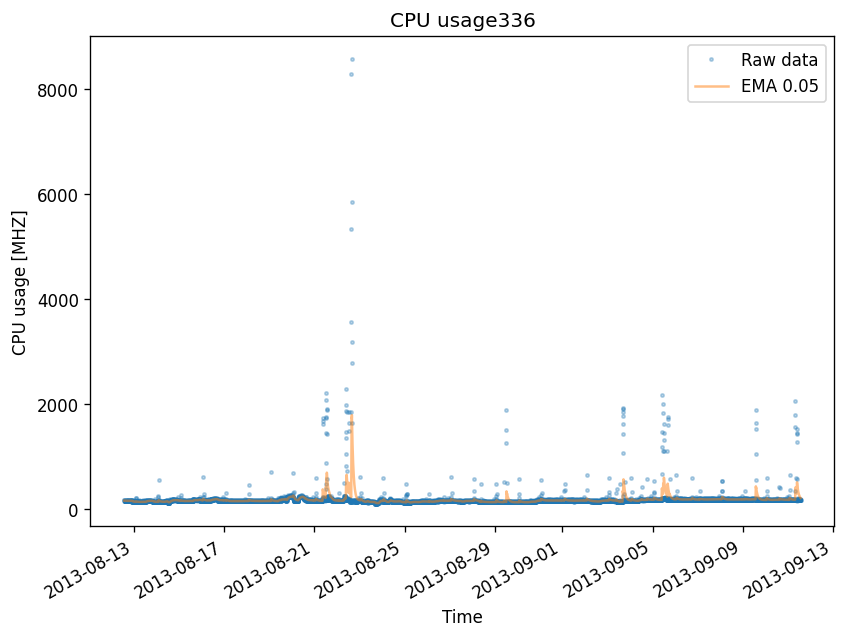 CPU usage336
Raw data
EMA 0.05
CPU usage [MHZ]
8000
6000
4000
2000
0
2013-08-13
2013-08-17
2013-08-21
2013-08-25
2013-08-29
2013-09-01
2013-09-05
2013-09-09
2013-09-13
Time